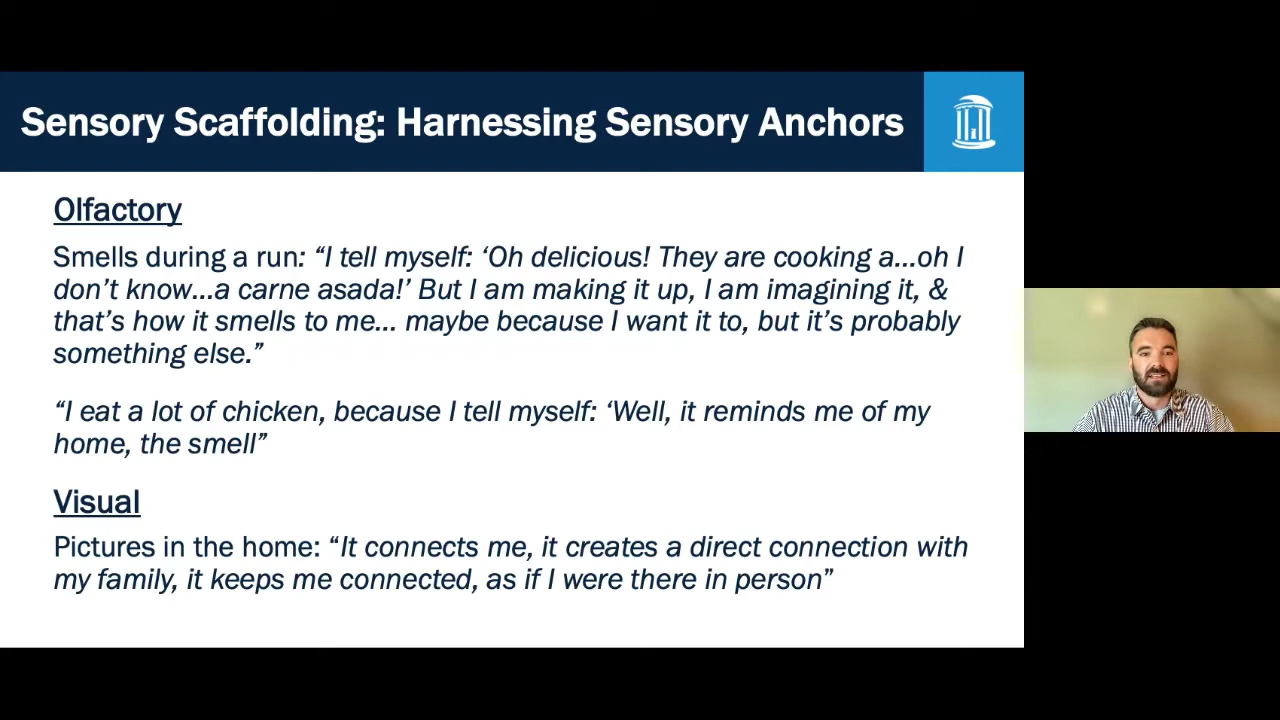 Sensory Scaffolding: Harnessing Sensory Anchors
Olfactory
Smells during a run: “I tell myself: ‘Oh delicious! They are cooking a...oh I
don’t know...a carne asada!’ But I am making it up, I am imagining it, &
that’s how it smells to me... maybe because I want it to, but it’s probably
something else.”
“I eat a lot of chicken, because I tell myself: ‘Well, it reminds me of my
home, the smell”
Visual
Pictures in the home: “It connects me, it creates a direct connection with
my family, it keeps me connected, as if I were there in person”